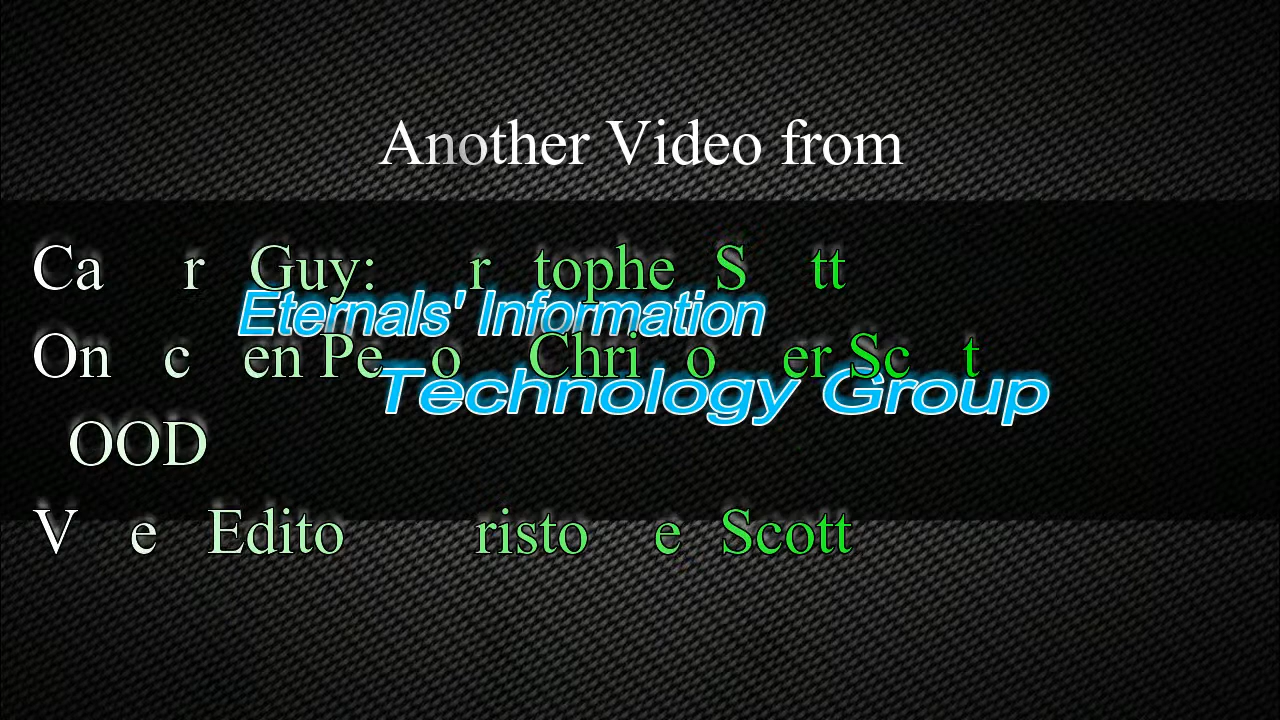 Another Video from
Ca r Guy: r tophe S tt
Eternals' Information
On c en Pe o Chri o er Sc t
Technology Group
OOD
V e Edito risto e Scott